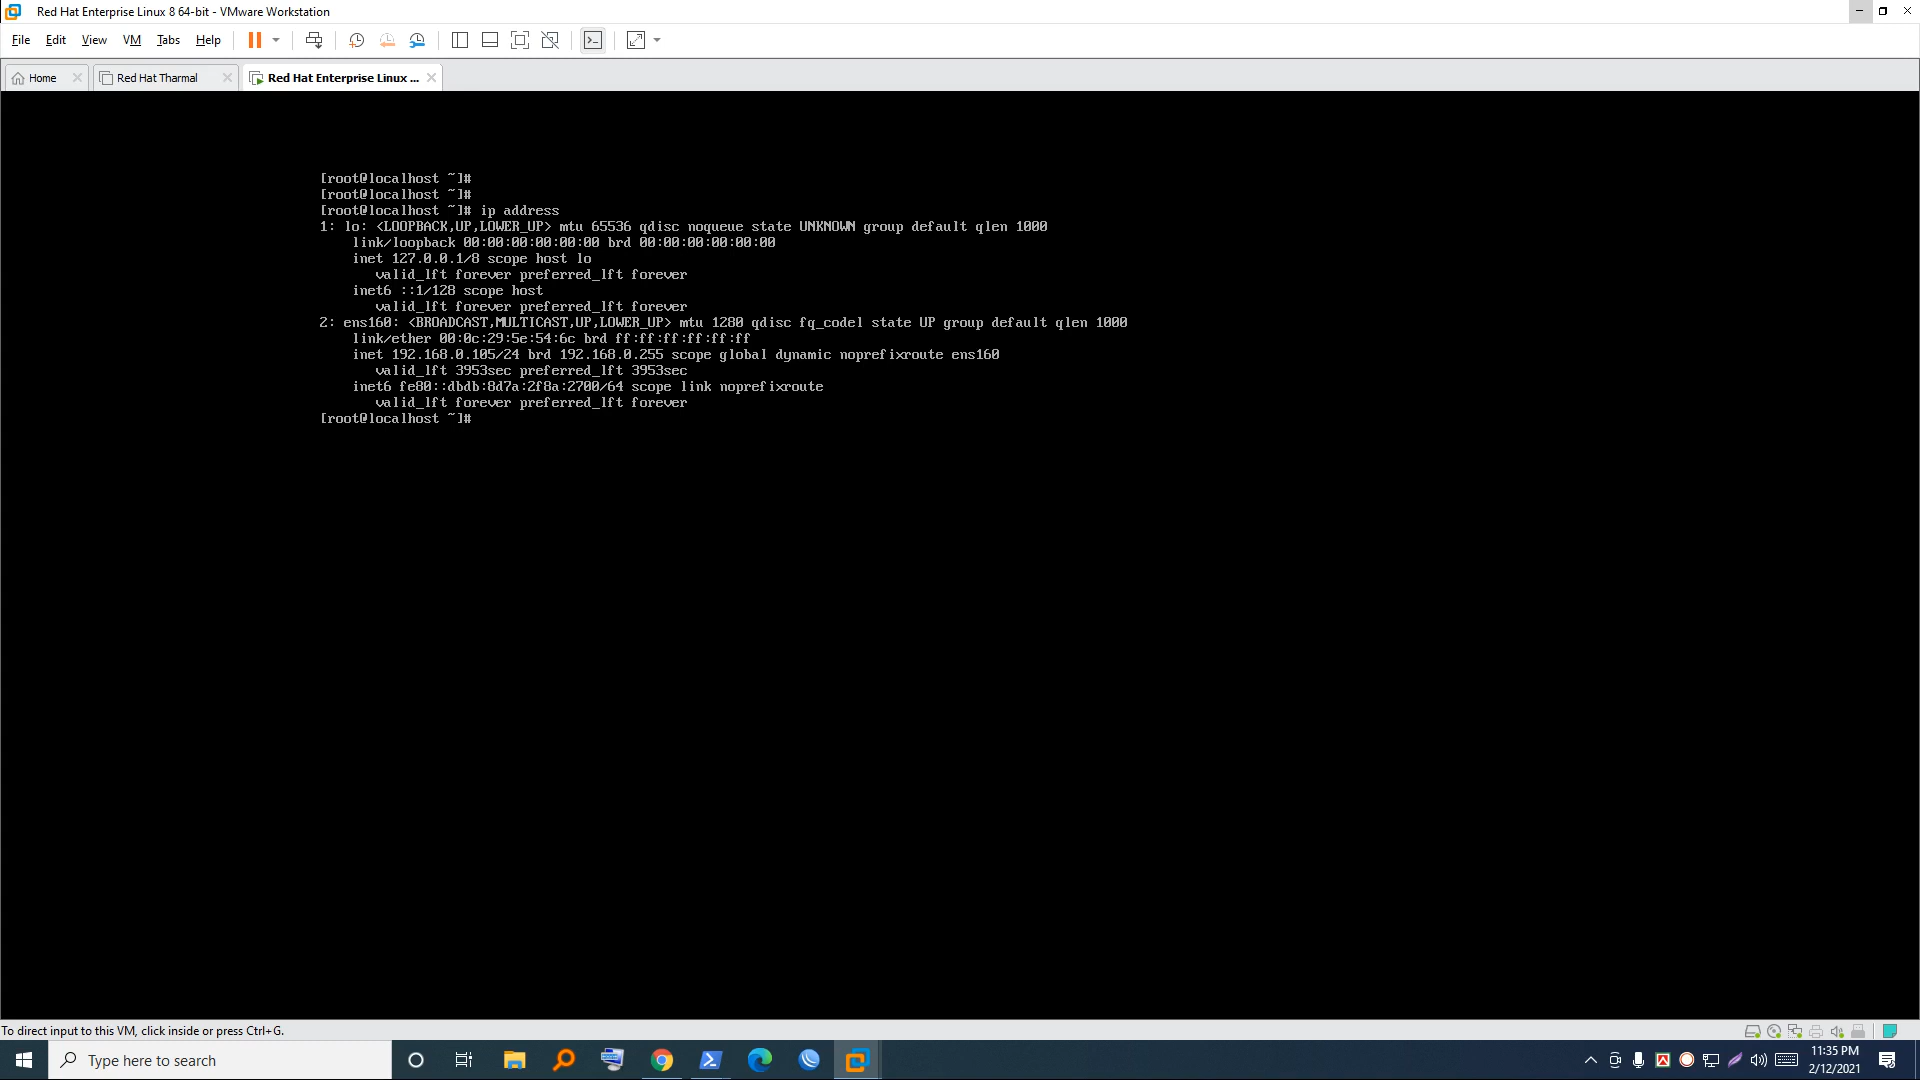 Red Hat Enterprise Linux 8 64-bit - VMware Workstation
File Edit View VM Tabs Help
Home Red Hat Tharmal Red Hat Enterprise Linux ...
[root@localhost ~]#
[root@localhost ~]#
[root@localhost ~]# ip address
1: lo: <LOOPBACK,UP,LOWER_UP> mtu 65536 qdisc noqueue state UNKNOWN group default qlen 1000
link/loopback 00:00:00:00:00:00 brd 00:00:00:00:00:00
inet 127.0.0.1/8 scope host lo
valid_lft forever preferred_lft forever
inet6 ::1/128 scope host
valid_lft forever preferred_lft forever
2: ens160: <BROADCAST,MULTICAST,UP,LOWER_UP> mtu 1280 qdisc fq_codel state UP group default qlen 1000
link/ether 00:0c:29:5e:54:6c brd ff:ff:ff:ff:ff:ff
inet 192.168.0.105/24 brd 192.168.0.255 scope global dynamic noprefixroute ens160
valid_lft 3953sec preferred_lft 3953sec
inet6 fe80::dbdb:8d7a:2f8a:2700/64 scope link noprefixroute
valid_lft forever preferred_lft forever
[root@localhost ~]#
To direct input to this VM, click inside or press Ctrl+G.
Type here to search
11:35 PM
2/12/2021